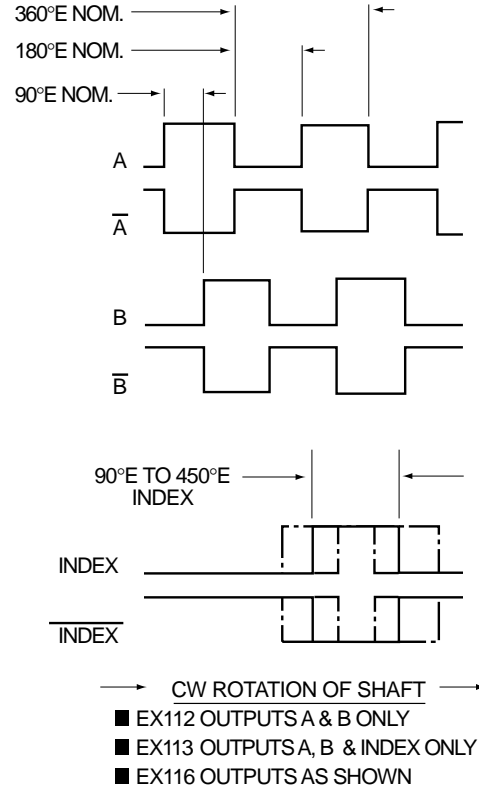 360°E NOM.
180°E NOM.
90°E NOM.
A
A̅
B
B̅
90°E TO 450°E
INDEX
INDEX
I̅N̅D̅E̅X̅
CW ROTATION OF SHAFT
■ EX112 OUTPUTS A & B ONLY
■ EX113 OUTPUTS A, B & INDEX ONLY
■ EX116 OUTPUTS AS SHOWN